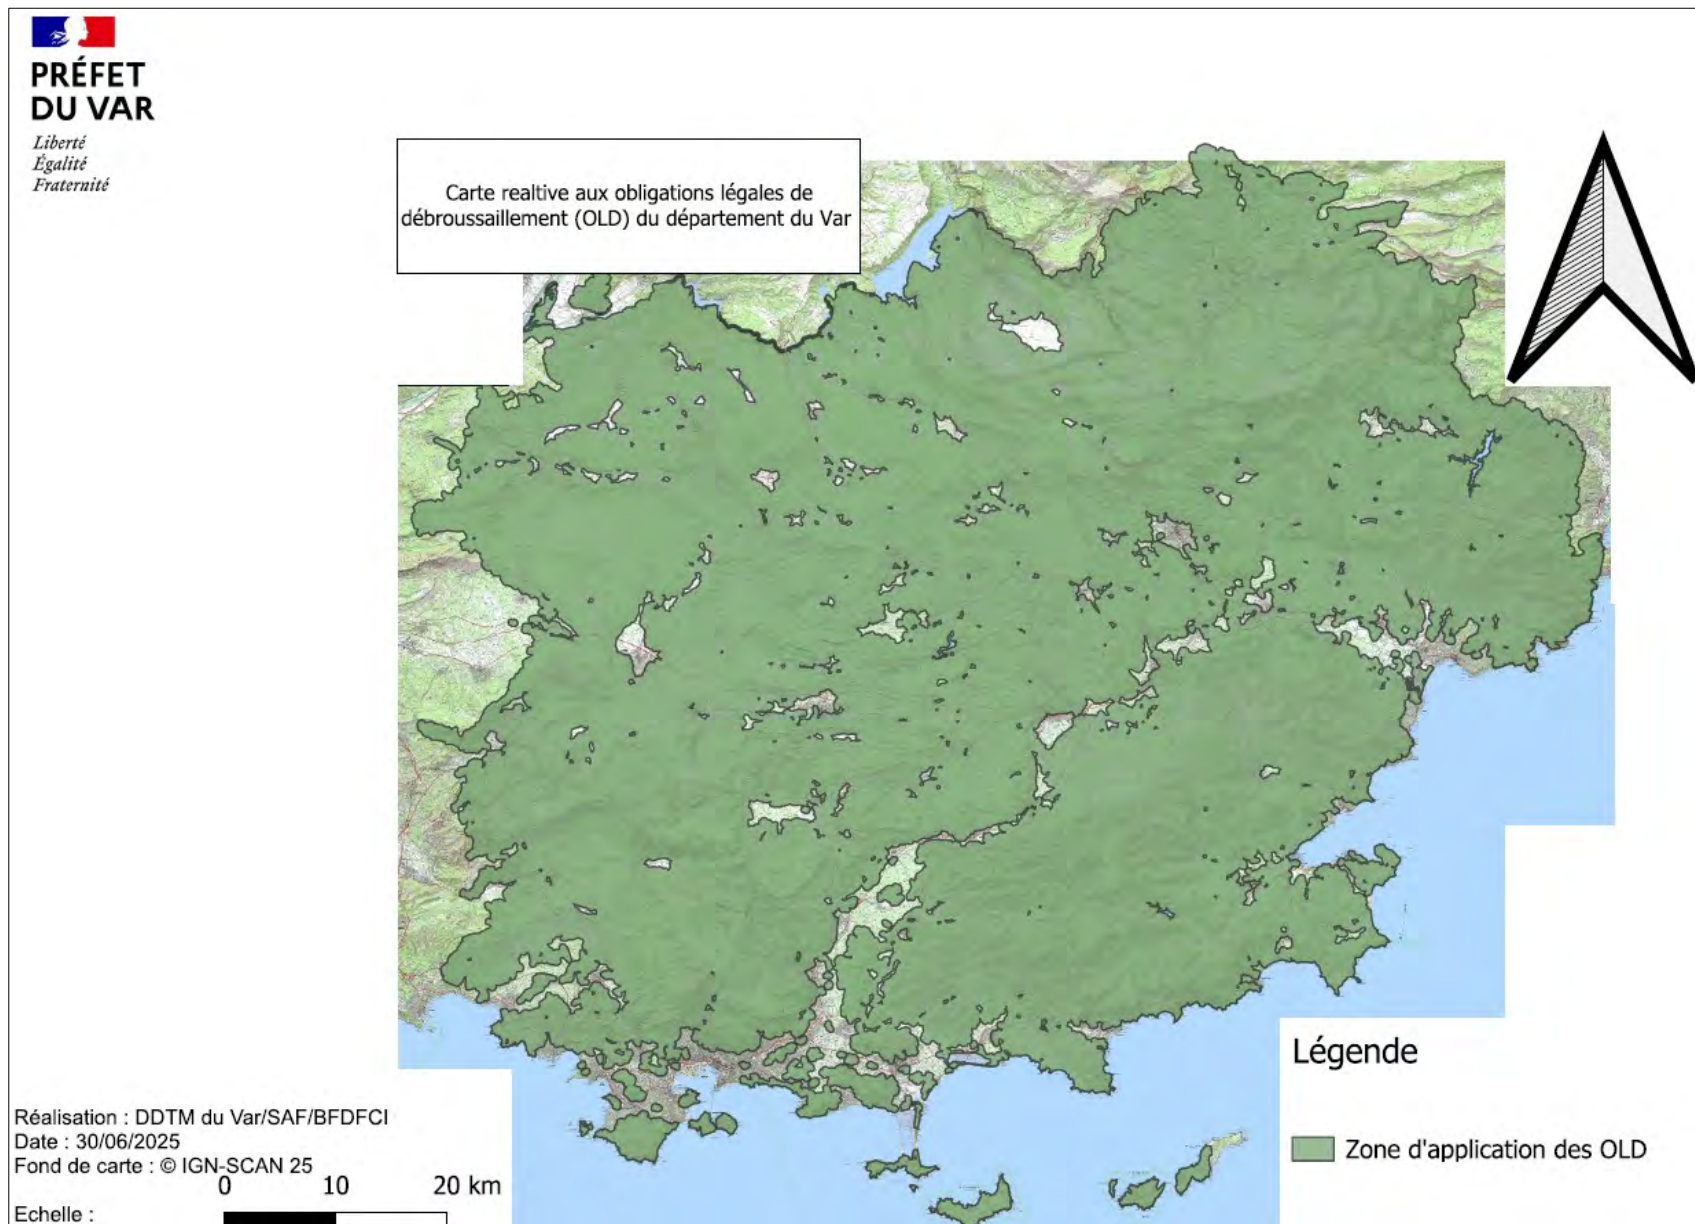 PRÉFET
DU VAR
Liberté
Égalité
Fraternité
Carte realtive aux obligations légales de
débroussaillement (OLD) du département du Var
Légende
Zone d'application des OLD
Réalisation : DDTM du Var/SAF/BFDFCI
Date : 30/06/2025
Fond de carte : © IGN-SCAN 25
0 10 20 km
Echelle :